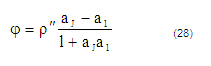 φ = ρ″ (a_J − a_1) / (1 + a_J a_1) (28)